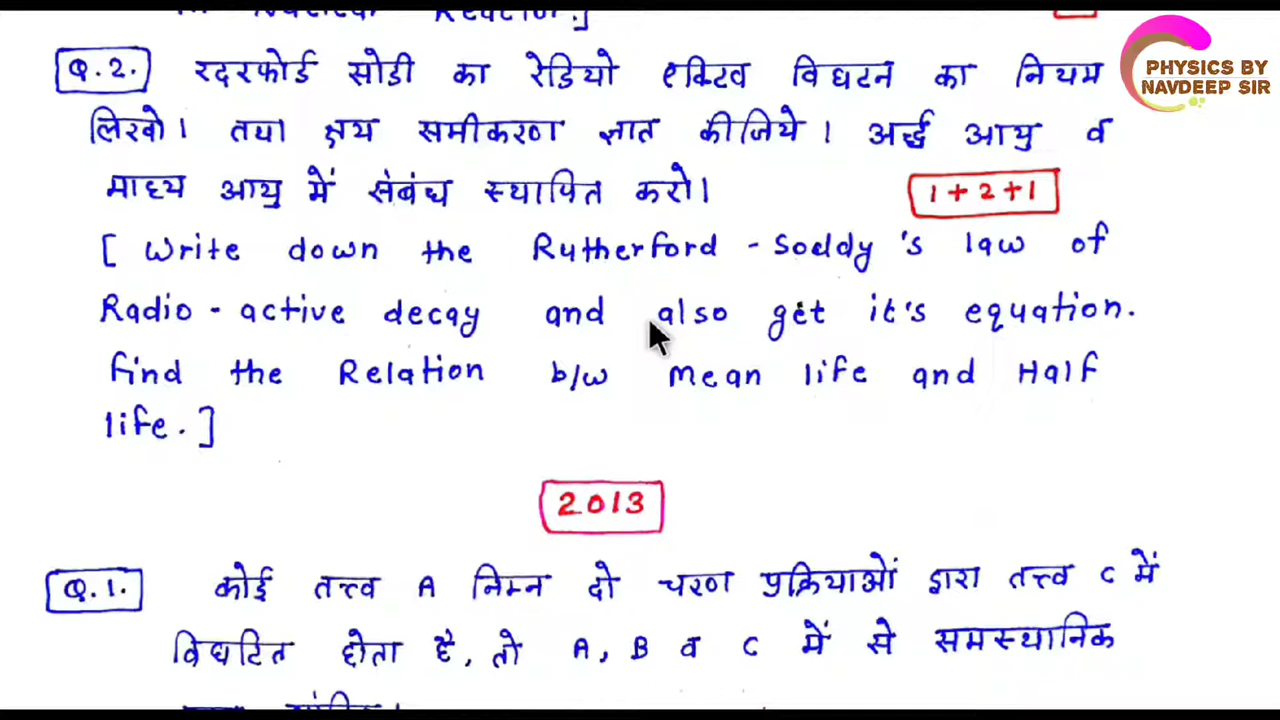 PHYSICS BY
NAVDEEP SIR
Q.2. रदरफोर्ड सोडी का रेडियो एक्टिव विघटन का नियम
लिखो। तथा क्षय समीकरण ज्ञात कीजिये। अर्द्ध आयु व
माध्य आयु में संबंध स्थापित करो। 1+2+1
[ Write down the Rutherford - Soddy's law of
Radio - active decay and also get it's equation.
find the Relation b/w Mean life and Half
life.]
2013
Q.1. कोई तत्त्व A निम्न दो चरण प्रक्रियाओं द्वारा तत्त्व C में
विघटित होता है, तो A, B व C में से समस्थानिक